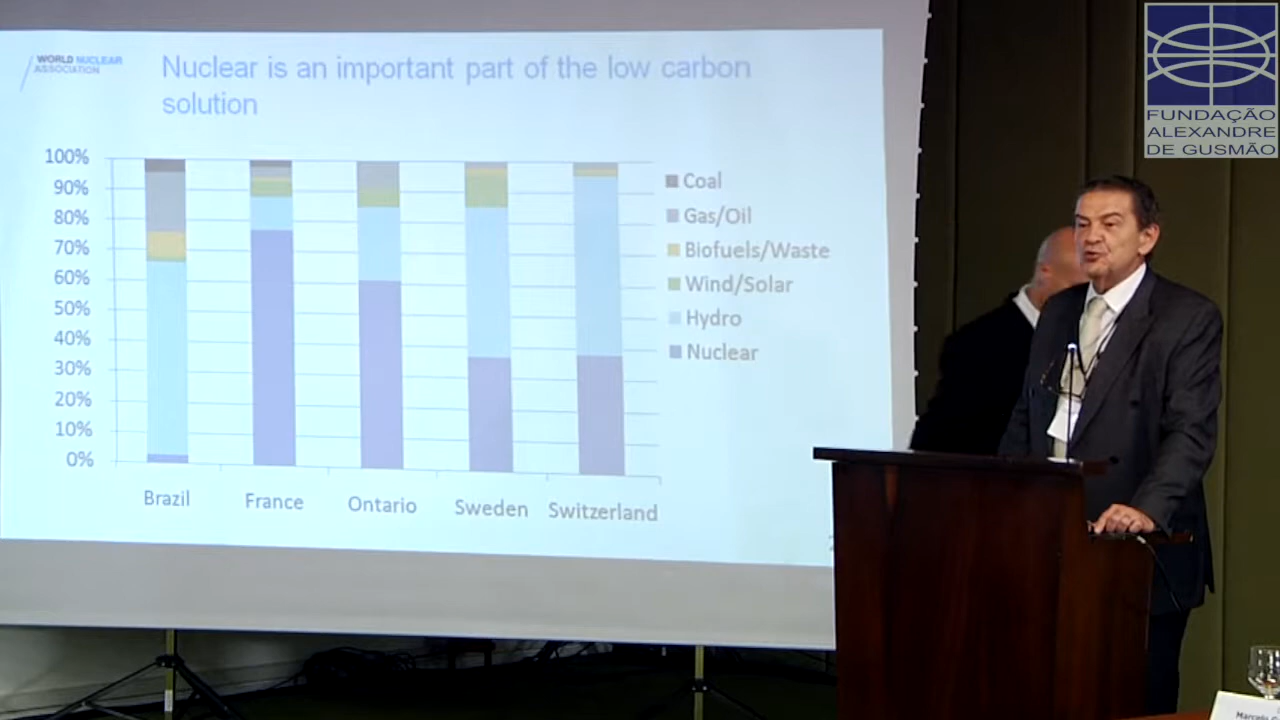 WORLD NUCLEAR
ASSOCIATION
Nuclear is an important part of the low carbon
solution
100%
90%
80%
70%
60%
50%
40%
30%
20%
10%
0%
Coal
Gas/Oil
Biofuels/Waste
Wind/Solar
Hydro
Nuclear
Brazil
France
Ontario
Sweden
Switzerland
FUNDAÇÃO
ALEXANDRE
DE GUSMÃO